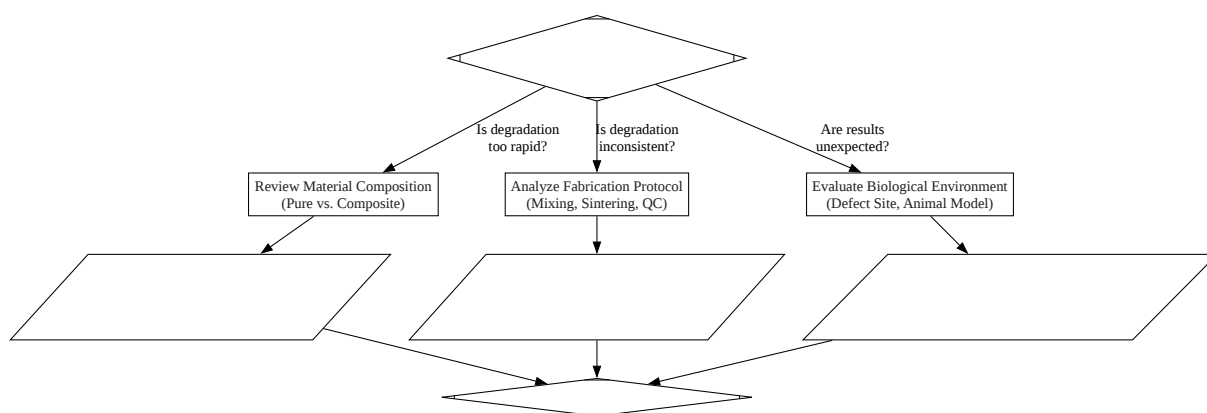 Is degradation
too rapid?
Is degradation
inconsistent?
Are results
unexpected?
Review Material Composition
(Pure vs. Composite)
Analyze Fabrication Protocol
(Mixing, Sintering, QC)
Evaluate Biological Environment
(Defect Site, Animal Model)